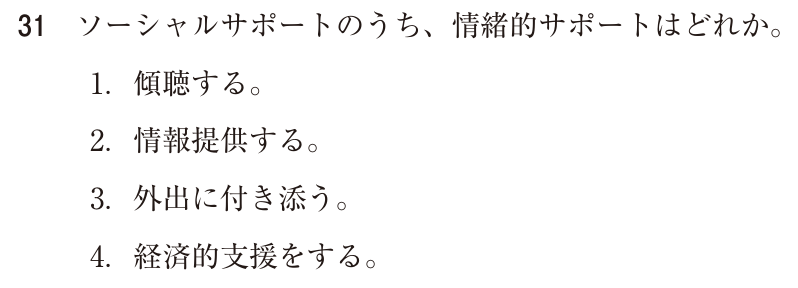 31 ソーシャルサポートのうち、情緒的サポートはどれか。
1. 傾聴する。
2. 情報提供する。
3. 外出に付き添う。
4. 経済的支援をする。